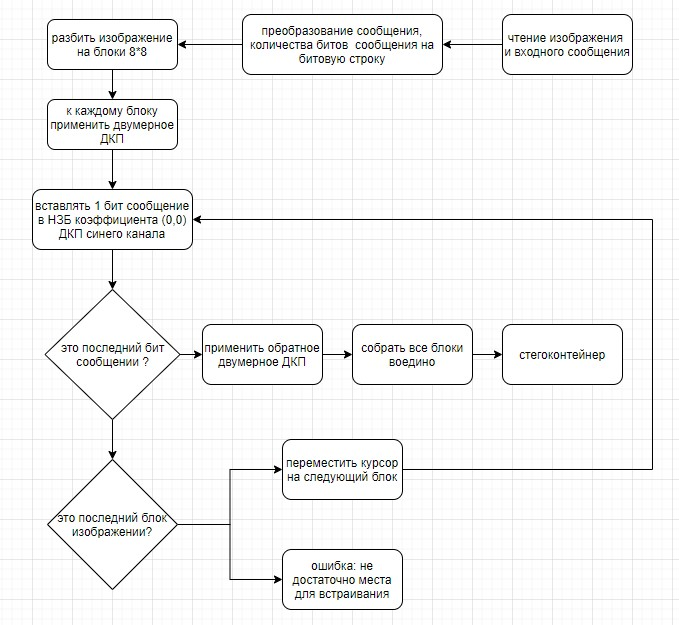 разбить изображение
на блоки 8*8
преобразование сообщения,
количества битов сообщения на
битовую строку
чтение изображения
и входного сообщения
к каждому блоку
применить двумерное
ДКП
вставлять 1 бит сообщение
в НЗБ коэффициента (0,0)
ДКП синего канала
это последний бит
сообщении ?
применить обратное
двумерное ДКП
собрать все блоки
воедино
стегоконтейнер
это последний блок
изображении?
переместить курсор
на следующий блок
ошибка: не
достаточно места
для встраивания